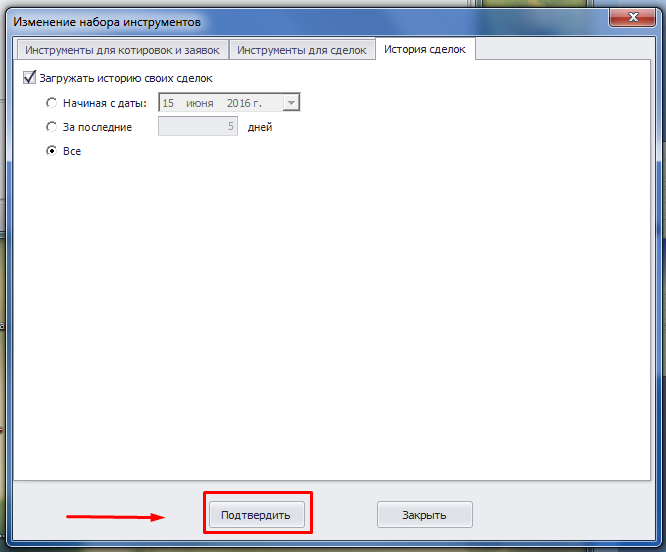 Изменение набора инструментов
Инструменты для котировок и заявок Инструменты для сделок История сделок
Загружать историю своих сделок
Начиная с даты: 15 июня 2016 г.
За последние 5 дней
Все
Подтвердить Закрыть